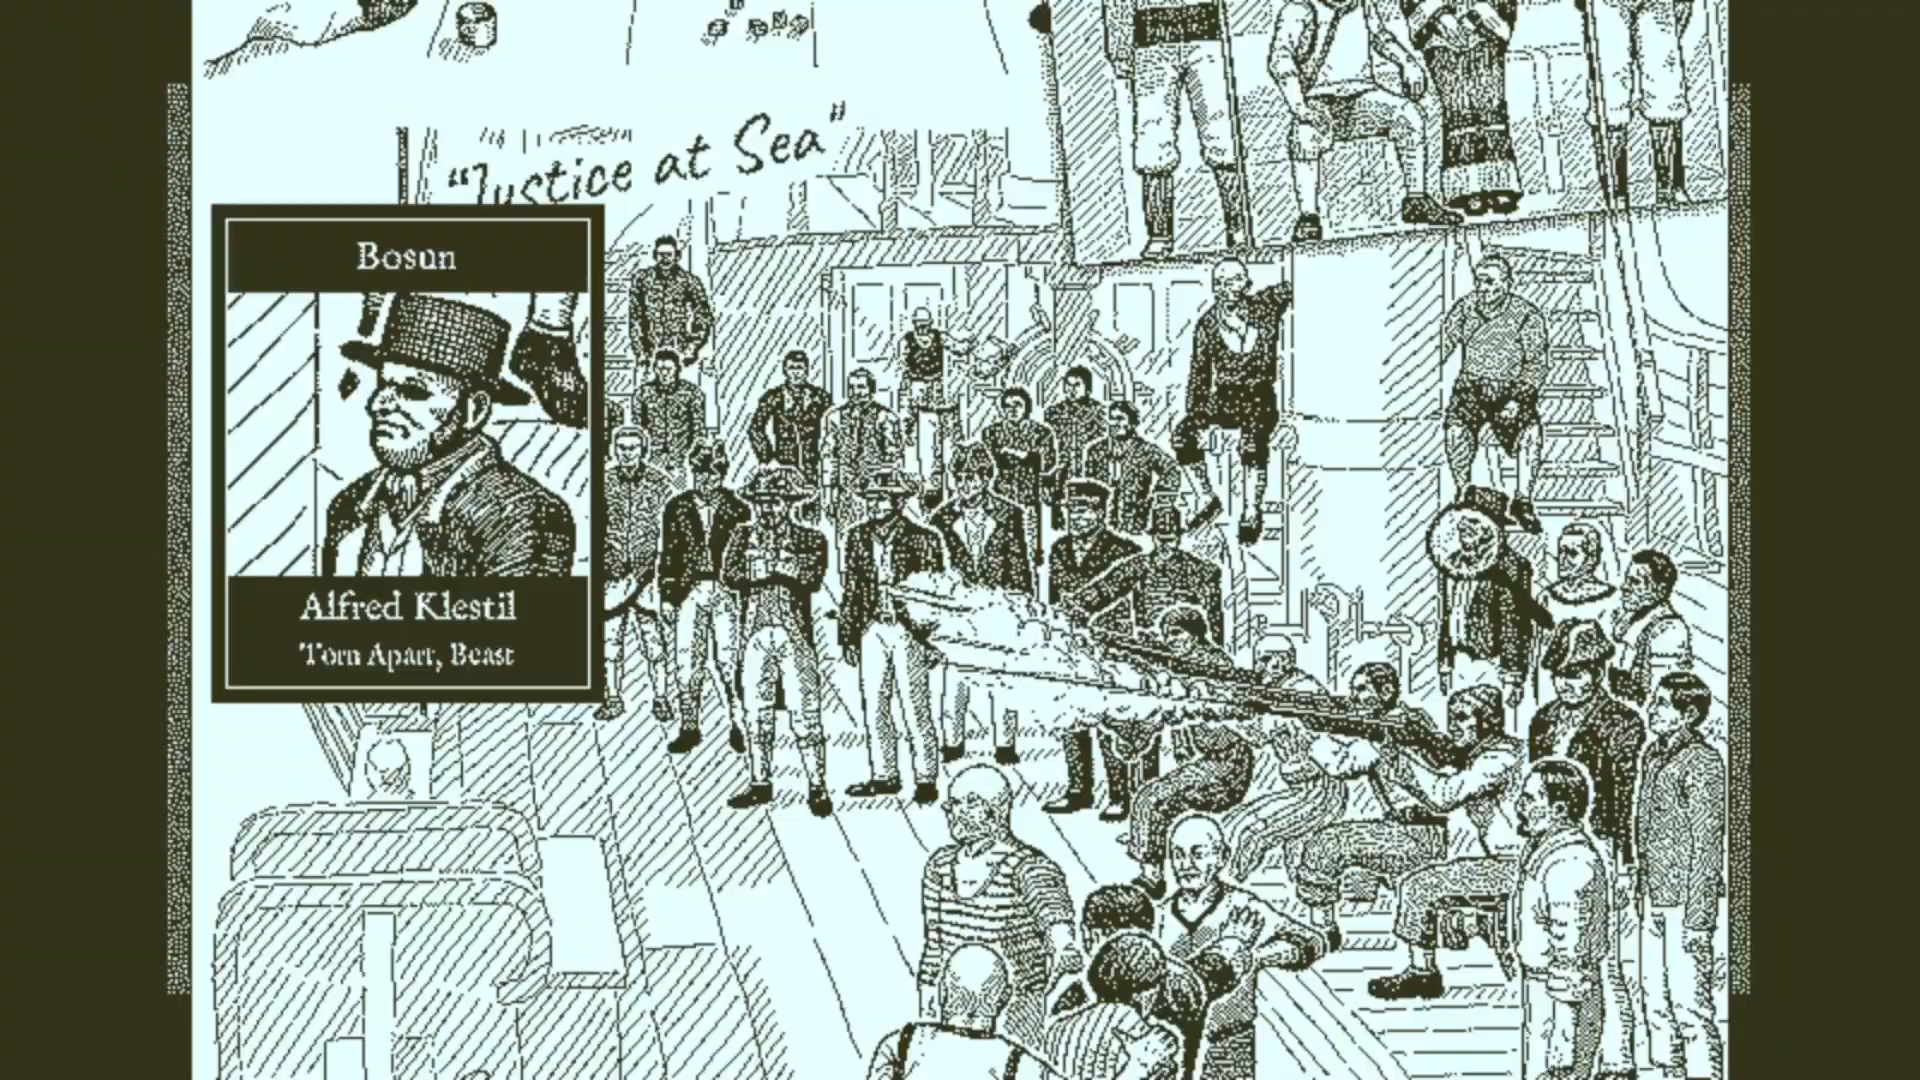 "Justice at Sea"
Bosun
Alfred Klestil
Torn Apart, Beast